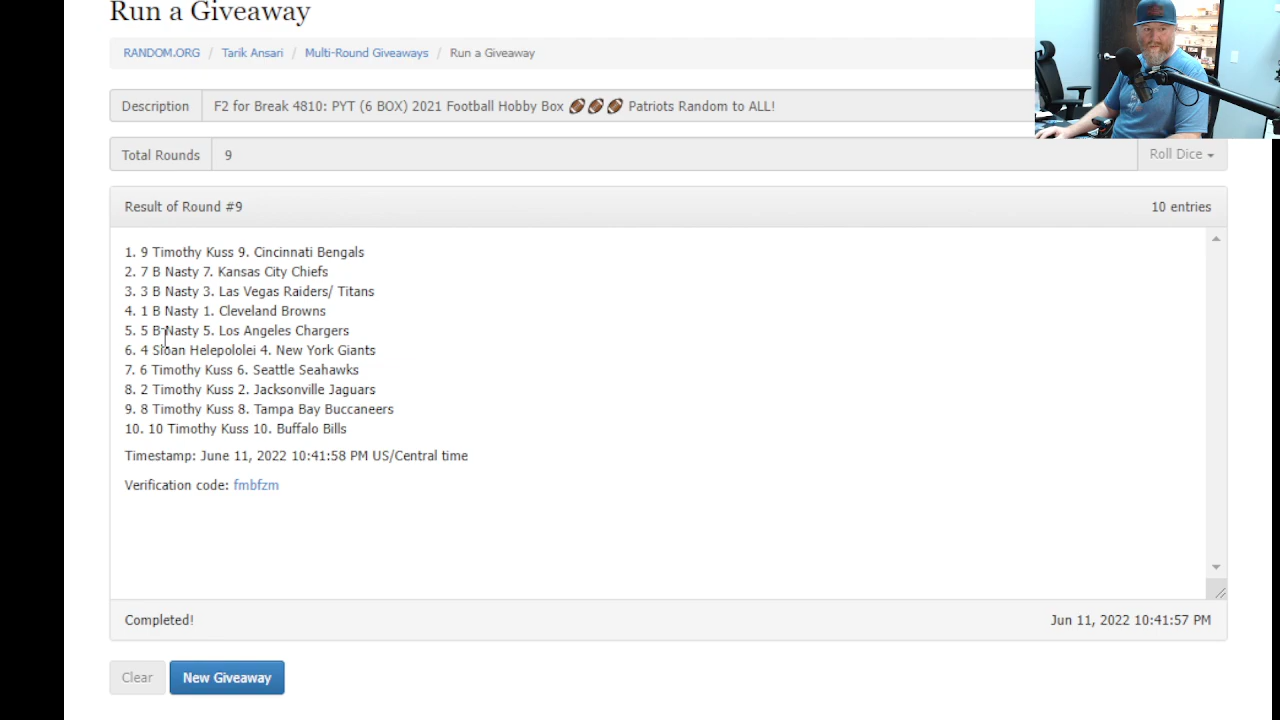 Run a Giveaway
RANDOM.ORG / Tarik Ansari / Multi-Round Giveaways / Run a Giveaway
Description F2 for Break 4810: PYT (6 BOX) 2021 Football Hobby Box 🏈🏈🏈 Patriots Random to ALL!
Total Rounds 9 Roll Dice
Result of Round #9 10 entries
1. 9 Timothy Kuss 9. Cincinnati Bengals
2. 7 B Nasty 7. Kansas City Chiefs
3. 3 B Nasty 3. Las Vegas Raiders/ Titans
4. 1 B Nasty 1. Cleveland Browns
5. 5 B Nasty 5. Los Angeles Chargers
6. 4 Sloan Helepololei 4. New York Giants
7. 6 Timothy Kuss 6. Seattle Seahawks
8. 2 Timothy Kuss 2. Jacksonville Jaguars
9. 8 Timothy Kuss 8. Tampa Bay Buccaneers
10. 10 Timothy Kuss 10. Buffalo Bills
Timestamp: June 11, 2022 10:41:58 PM US/Central time
Verification code: fmbfzm
Completed! Jun 11, 2022 10:41:57 PM
Clear New Giveaway